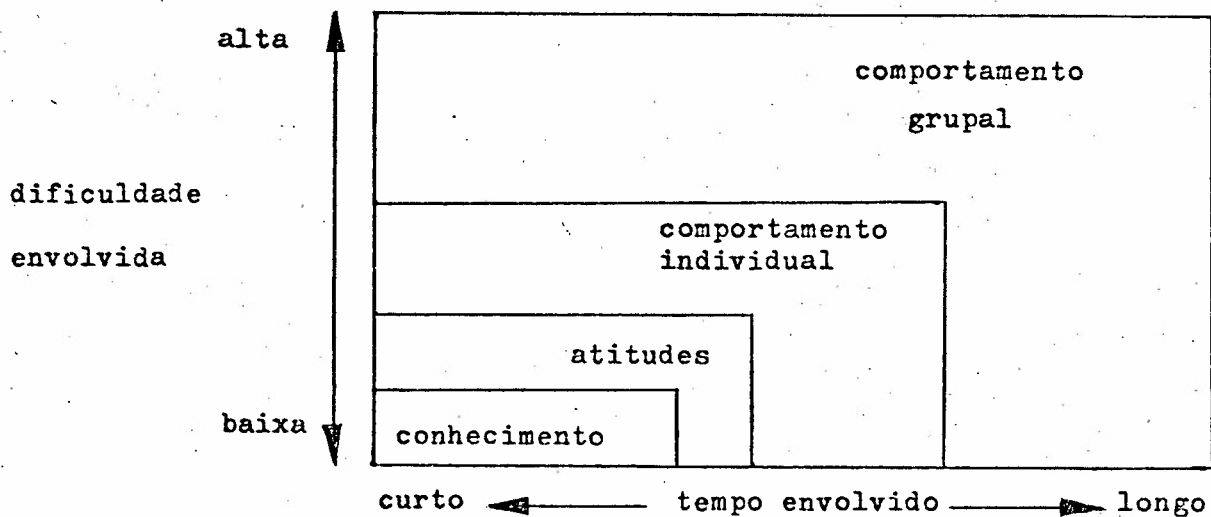 alta
comportamento
grupal
dificuldade
envolvida
comportamento
individual
atitudes
baixa
conhecimento
curto tempo envolvido longo